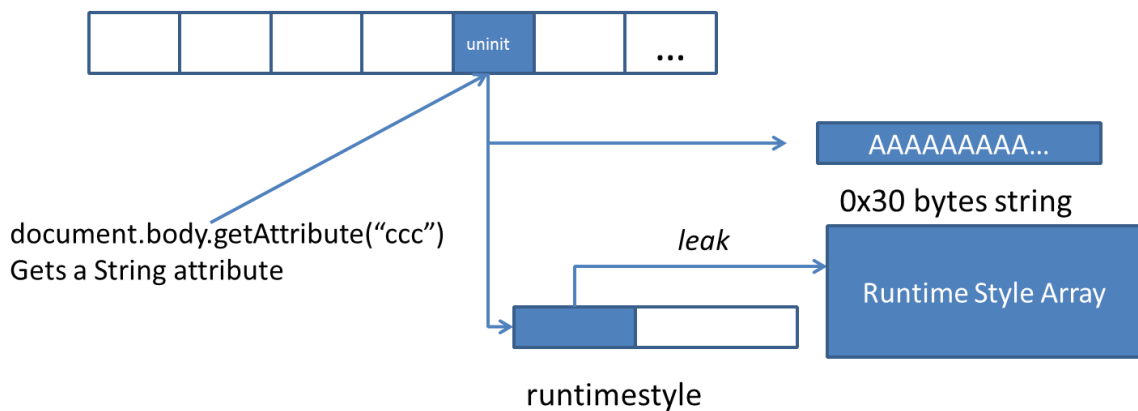 uninit
...
AAAAAAAAA...
0x30 bytes string
document.body.getAttribute(“ccc”)
Gets a String attribute
leak
Runtime Style Array
runtimestyle